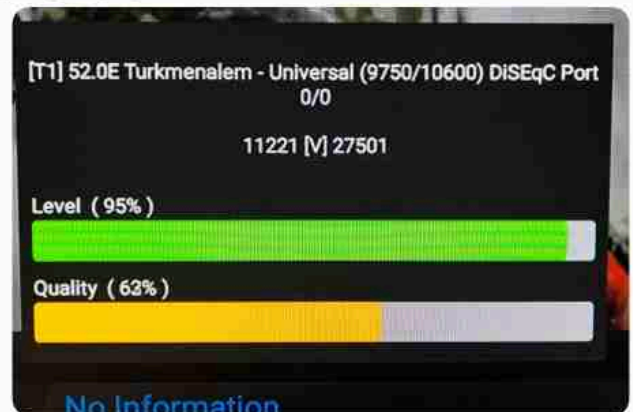 [T1] 52.0E Turkmenalem - Universal (9750/10600) DiSEqC Port
0/0
11221 [V] 27501
Level ( 95% )
Quality ( 63% )
No Information